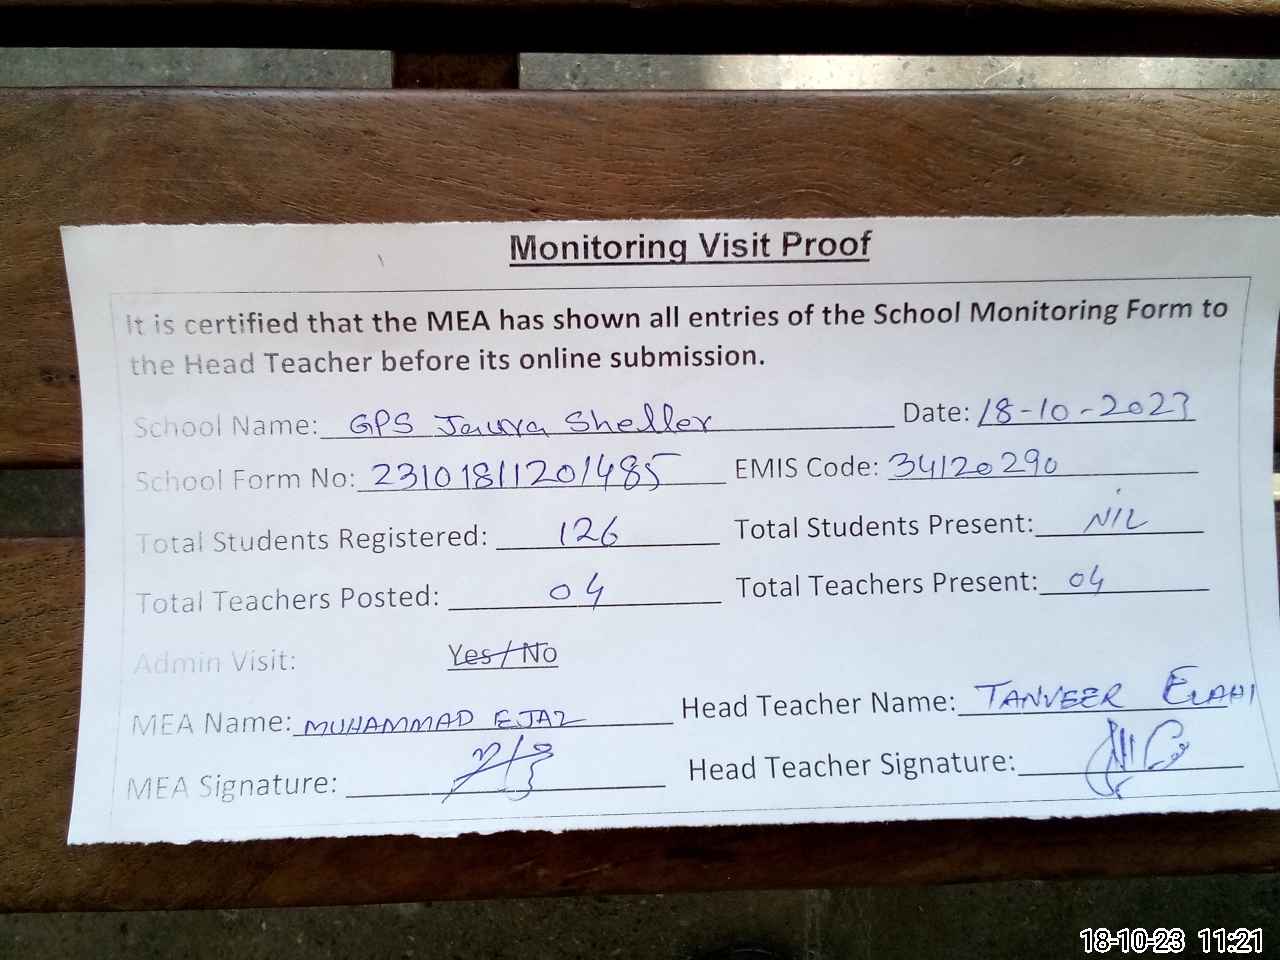 Monitoring Visit Proof
It is certified that the MEA has shown all entries of the School Monitoring Form to
the Head Teacher before its online submission.
School Name: GPS Jaura Sheller Date: 18-10-2023
School Form No: 23101811201485 EMIS Code: 34120290
Total Students Registered: 126 Total Students Present: NIL
Total Teachers Posted: 04 Total Teachers Present: 04
Admin Visit: Yes/No
MEA Name: MUHAMMAD EJAZ Head Teacher Name: TANVEER ELAHI
MEA Signature: Head Teacher Signature:
18-10-23 11:21